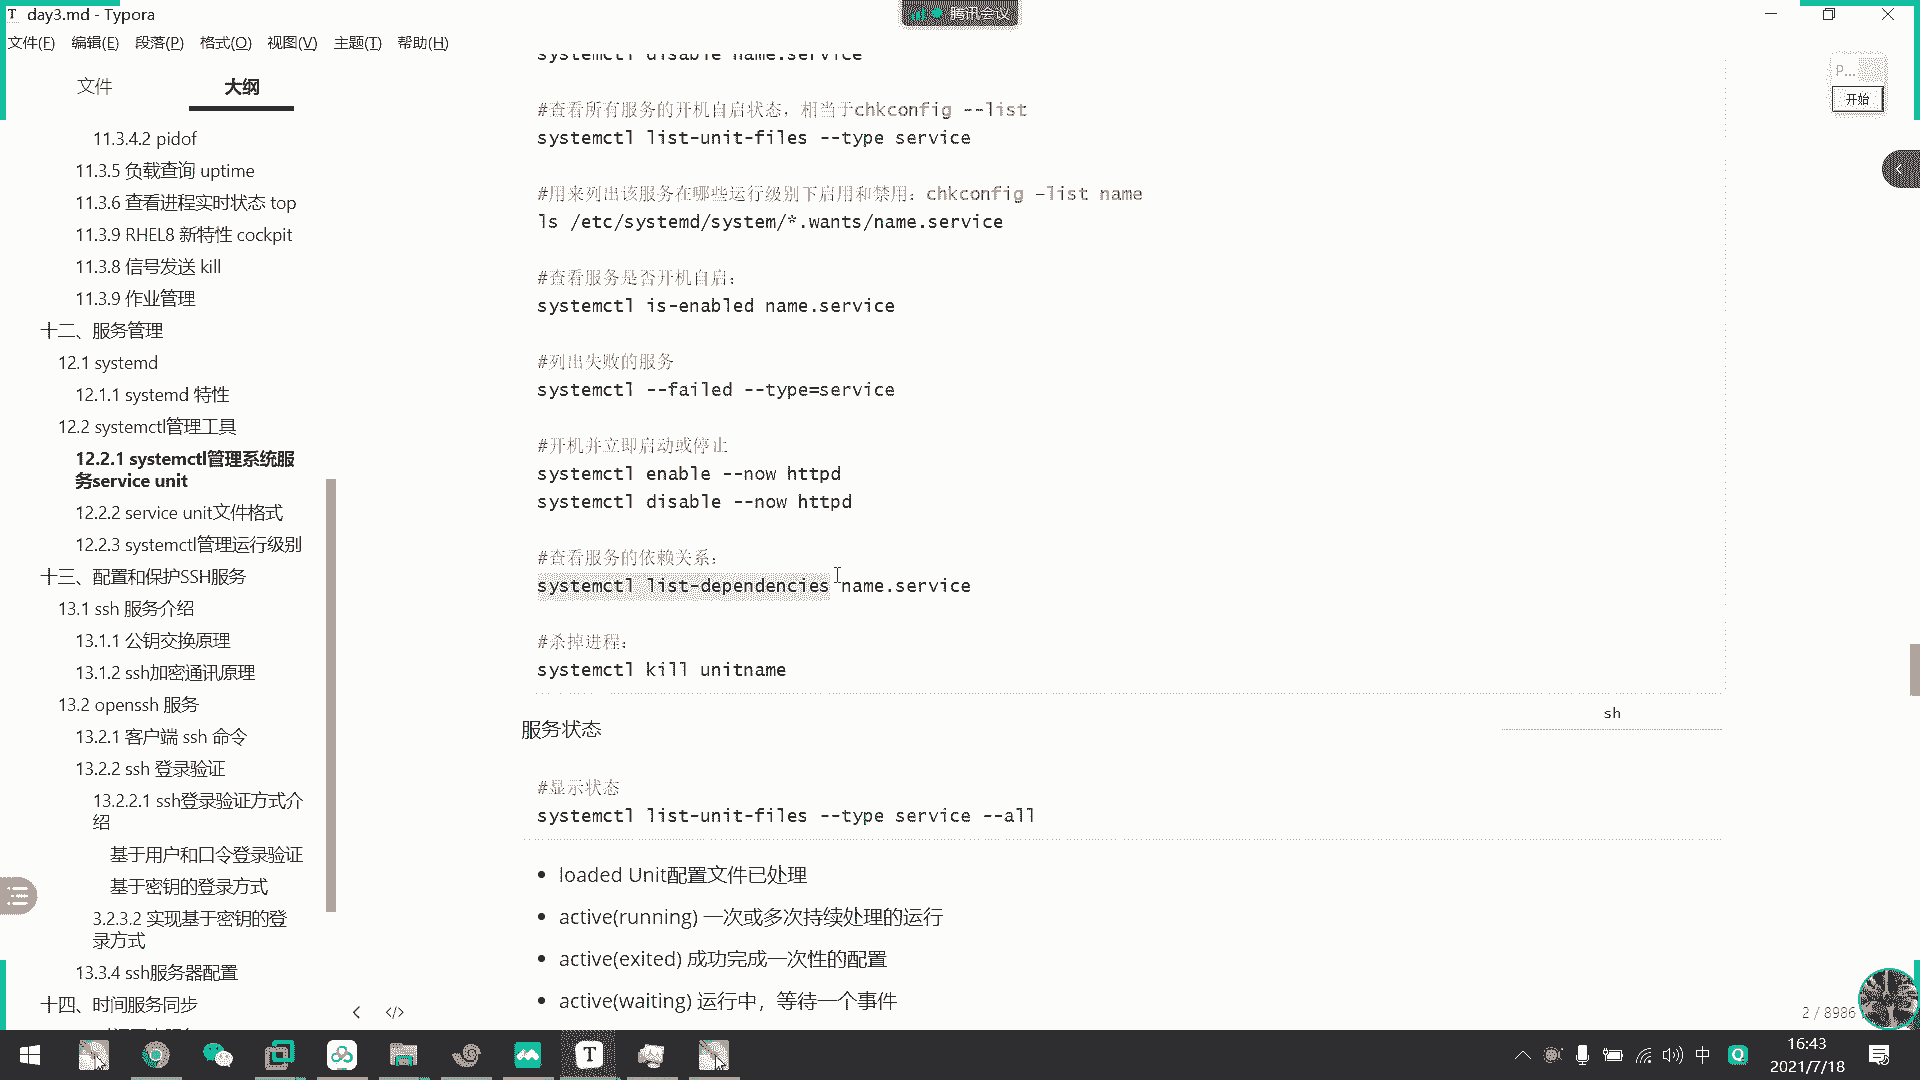 day3.md - Typora
腾讯会议
文件(F) 编辑(E) 段落(P) 格式(O) 视图(V) 主题(T) 帮助(H)
文件 大纲
11.3.4.2 pidof
11.3.5 负载查询 uptime
11.3.6 查看进程实时状态 top
11.3.9 RHEL8 新特性 cockpit
11.3.8 信号发送 kill
11.3.9 作业管理
十二、服务管理
12.1 systemd
12.1.1 systemd 特性
12.2 systemctl管理工具
12.2.1 systemctl管理系统服
务service unit
12.2.2 service unit文件格式
12.2.3 systemctl管理运行级别
十三、配置和保护SSH服务
13.1 ssh 服务介绍
13.1.1 公钥交换原理
13.1.2 ssh加密通讯原理
13.2 openssh 服务
13.2.1 客户端 ssh 命令
13.2.2 ssh 登录验证
13.2.2.1 ssh登录验证方式介
绍
基于用户和口令登录验证
基于密钥的登录方式
3.2.3.2 实现基于密钥的登
录方式
13.3.4 ssh服务器配置
十四、时间服务同步
systemctl disable name.service
#查看所有服务的开机自启状态，相当于chkconfig --list
systemctl list-unit-files --type service
#用来列出该服务在哪些运行级别下启用和禁用：chkconfig –list name
ls /etc/systemd/system/*.wants/name.service
#查看服务是否开机自启：
systemctl is-enabled name.service
#列出失败的服务
systemctl --failed --type=service
#开机并立即启动或停止
systemctl enable --now httpd
systemctl disable --now httpd
#查看服务的依赖关系：
systemctl list-dependencies name.service
#杀掉进程：
systemctl kill unitname
sh
服务状态
#显示状态
systemctl list-unit-files --type service --all
• loaded Unit配置文件已处理
• active(running) 一次或多次持续处理的运行
• active(exited) 成功完成一次性的配置
• active(waiting) 运行中，等待一个事件
P...
开始
2 / 8986
中
16:43
2021/7/18